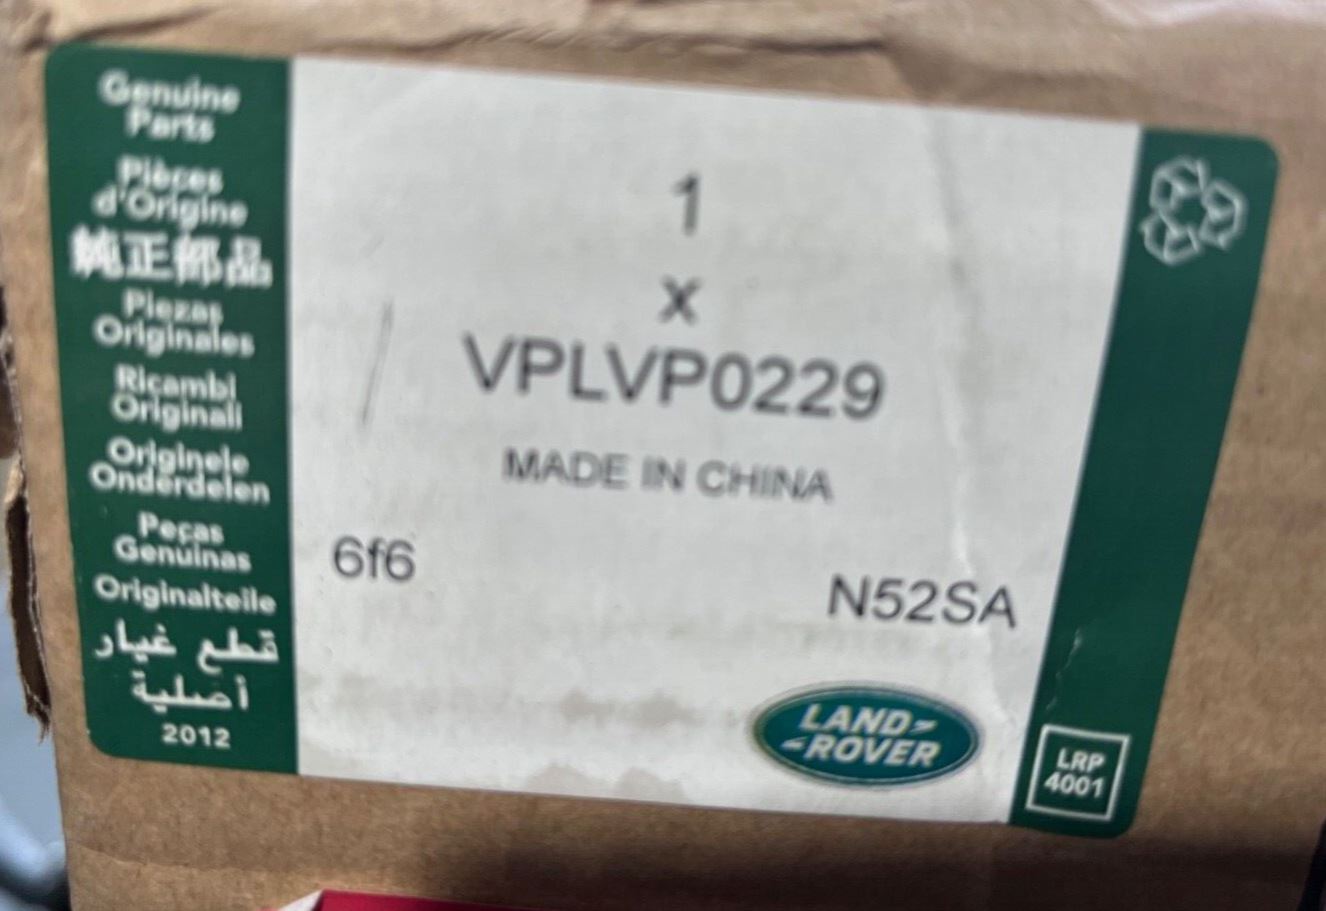 Genuine
Parts
Pièces
d'Origine
純正部品
Piezas
Originales
Ricambi
Originali
Originele
Onderdelen
Peças
Genuinas
Originalteile
قطع غيار
أصلية
2012
1
x
VPLVP0229
MADE IN CHINA
6f6
N52SA
LAND-
-ROVER
LRP
4001